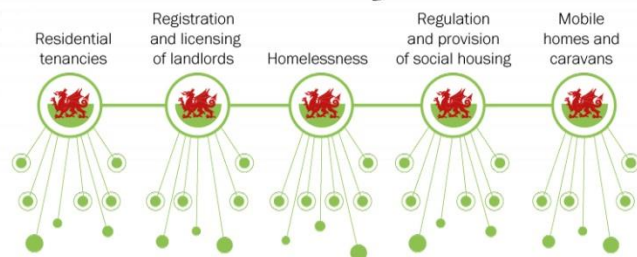 Residential
tenancies
Registration
and licensing
of landlords
Homelessness
Regulation
and provision
of social housing
Mobile
homes and
caravans